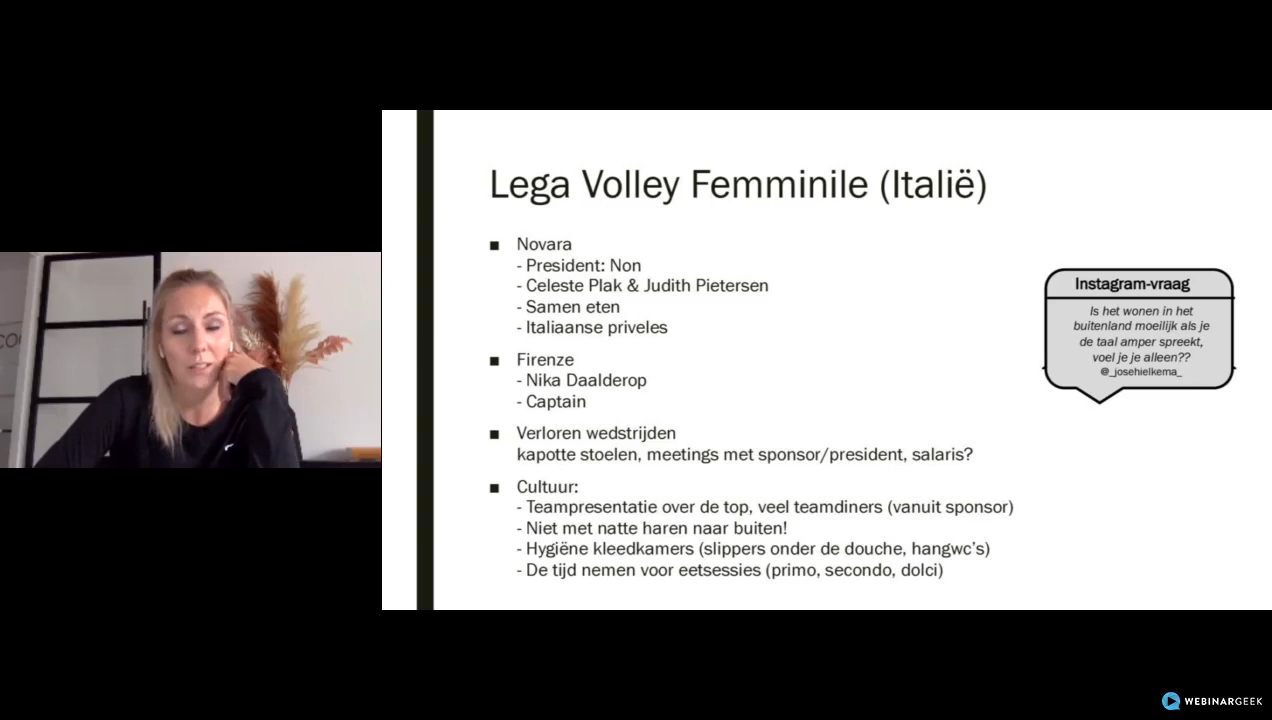 Lega Volley Femminile (Italië)
■ Novara
- President: Non
- Celeste Plak & Judith Pietersen
- Samen eten
- Italiaanse priveles
■ Firenze
- Nika Daalderop
- Captain
■ Verloren wedstrijden
kapotte stoelen, meetings met sponsor/president, salaris?
■ Cultuur:
- Teampresentatie over de top, veel teamdiners (vanuit sponsor)
- Niet met natte haren naar buiten!
- Hygiëne kleedkamers (slippers onder de douche, hangwc's)
- De tijd nemen voor eetsessies (primo, secondo, dolci)
Instagram-vraag
Is het wonen in het
buitenland moeilijk als je
de taal amper spreekt,
voel je je alleen??
@_josehielkema_
WEBINARGEEK